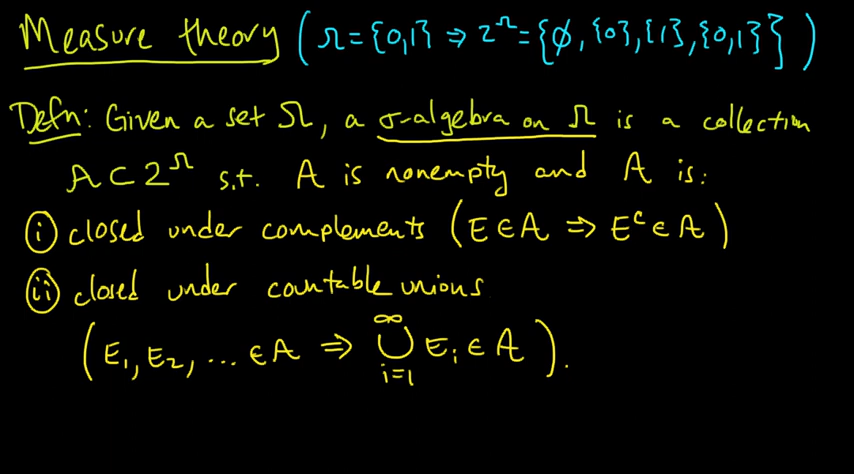 Measure theory (Ω = {0,1} ⇒ 2^Ω = {∅, {0}, {1}, {0,1}})
Defn: Given a set Ω, a σ-algebra on Ω is a collection
A ⊂ 2^Ω s.t. A is nonempty and A is:
(i) closed under complements (E ∈ A ⇒ E^c ∈ A)
(ii) closed under countable unions
(E₁, E₂, ... ∈ A ⇒ ⋃_{i=1}^∞ E_i ∈ A).